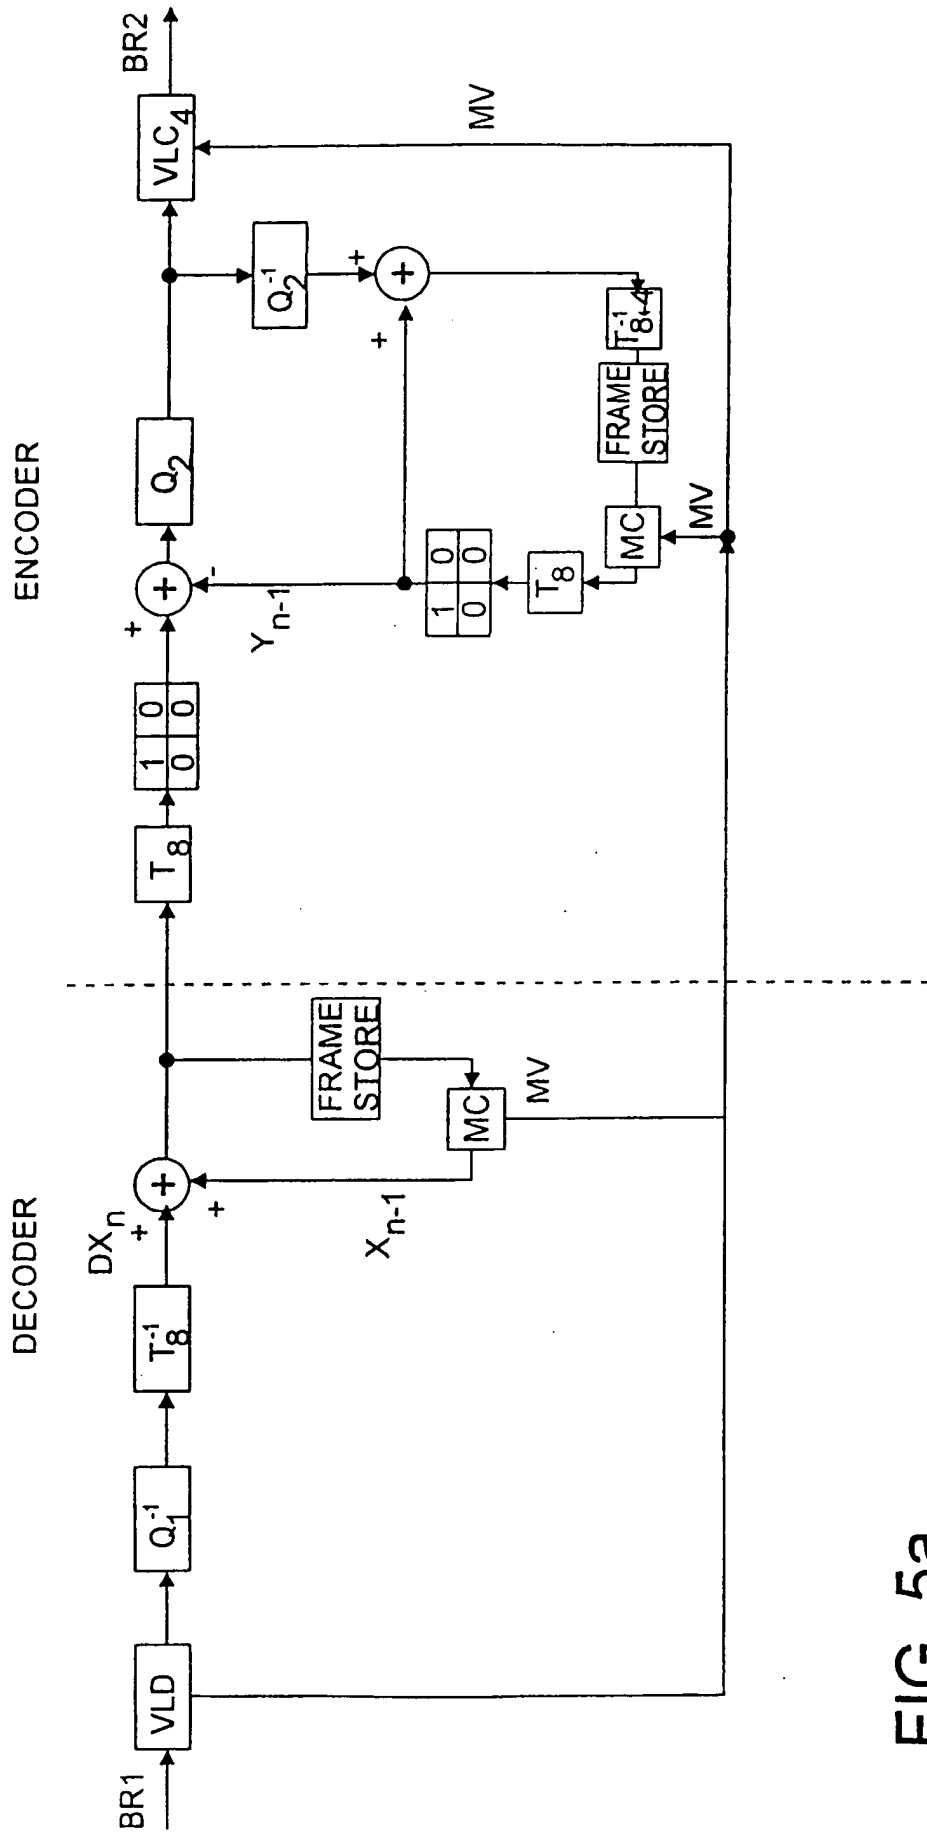 DECODER
ENCODER
BR1
VLD
Q₁⁻¹
T₈⁻¹
DXₙ
+
+
+
Xₙ₋₁
FRAME
STORE
MC
MV
T₈
1 0
0 0
+
+
-
Yₙ₋₁
Q₂
VLC₄
BR2
Q₂⁻¹
+
+
+
T₈₋₄⁻¹
FRAME
STORE
MC
MV
T₈
1 0
0 0
MV
FIG. 5a